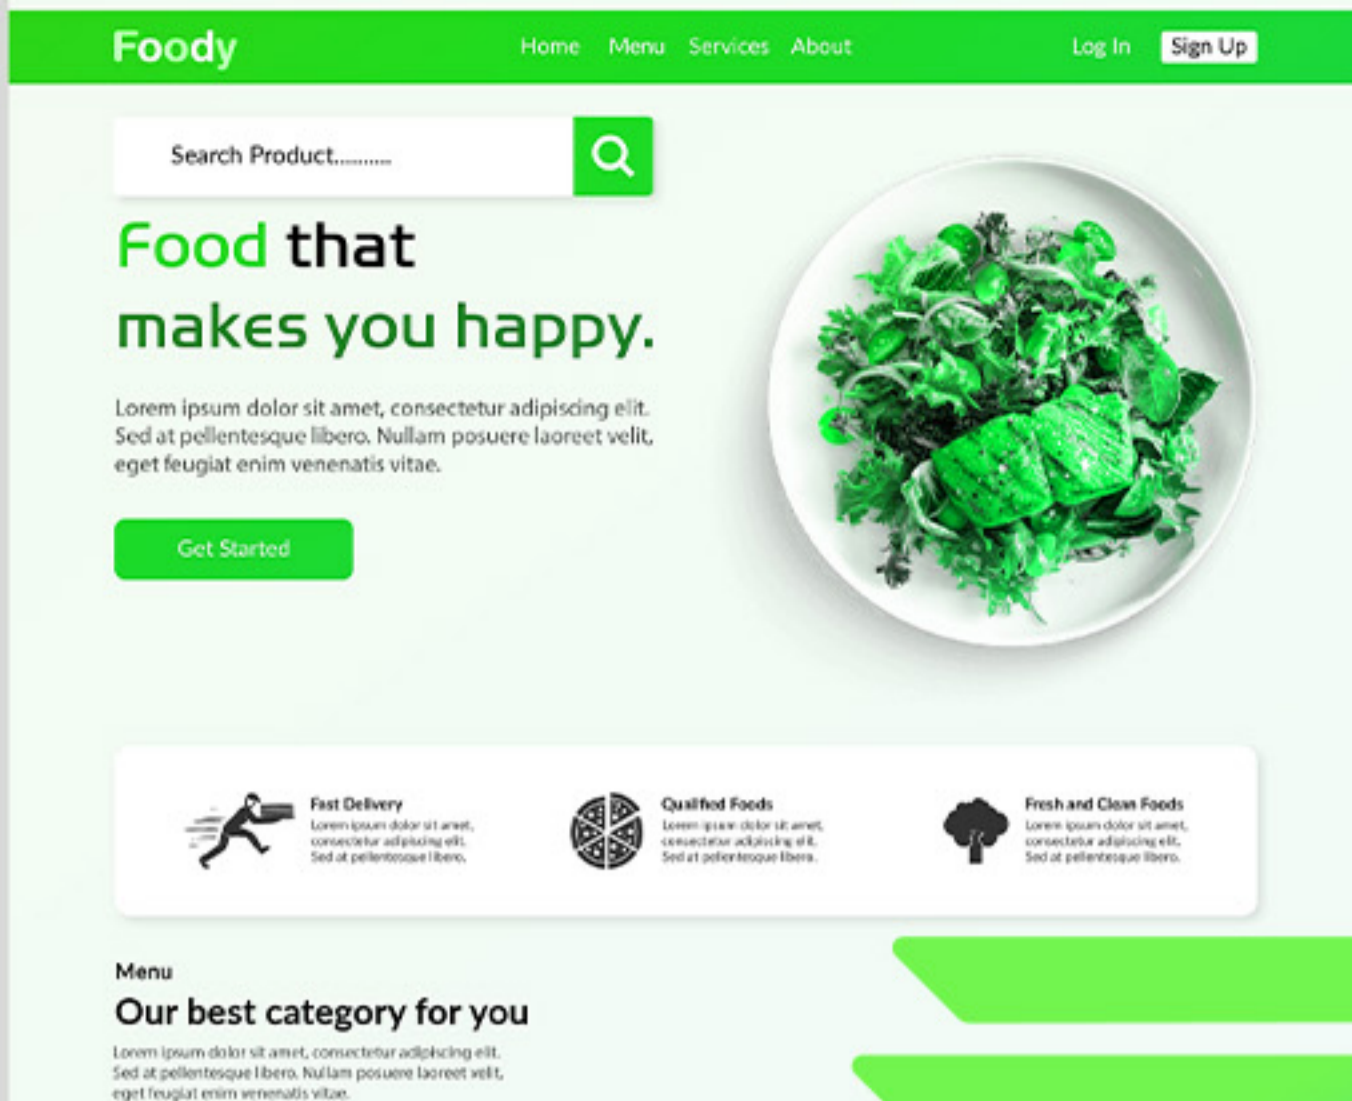 Foody
Home Menu Services About
Log In Sign Up
Search Product..........
Food that
makes you happy.
Lorem ipsum dolor sit amet, consectetur adipiscing elit.
Sed at pellentesque libero. Nullam posuere laoreet velit,
eget feugiat enim venenatis vitae.
Get Started
Fast Delivery
Lorem ipsum dolor sit amet,
consectetur adipiscing elit.
Sed at pellentesque libero.
Qualified Foods
Lorem ipsum dolor sit amet,
consectetur adipiscing elit.
Sed at pellentesque libero.
Fresh and Clean Foods
Lorem ipsum dolor sit amet,
consectetur adipiscing elit.
Sed at pellentesque libero.
Menu
Our best category for you
Lorem ipsum dolor sit amet, consectetur adipiscing elit.
Sed at pellentesque libero. Nullam posuere laoreet velit,
eget feugiat enim venenatis vitae.